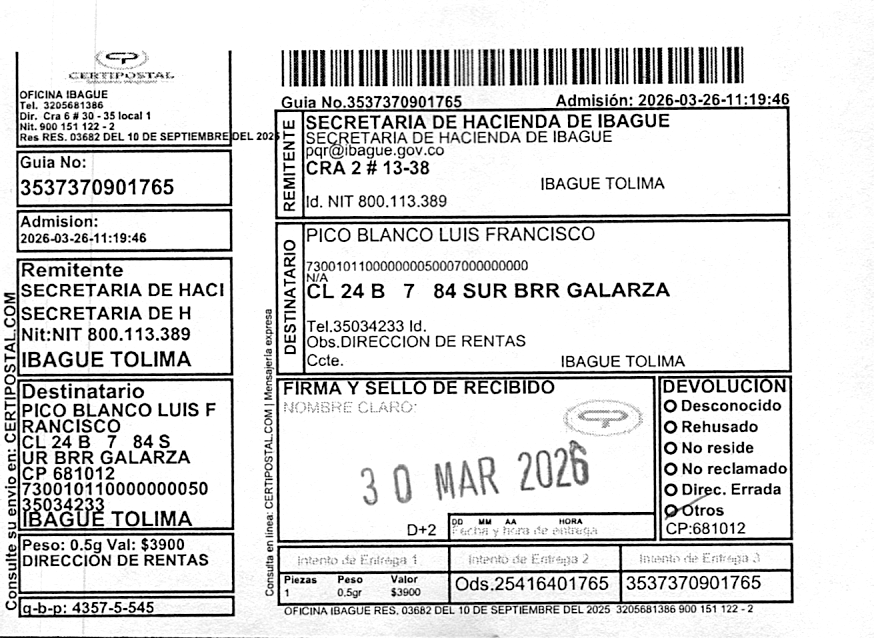 CERTIPOSTAL
OFICINA IBAGUE
Tel. 3205681386
Dir. Cra 6 # 30 - 35 local 1
Nit. 900 151 122 - 2
Res RES. 03682 DEL 10 DE SEPTIEMBRE DEL 2025
Guia No:
3537370901765
Admision:
2026-03-26-11:19:46
Remitente
SECRETARIA DE HACI
SECRETARIA DE H
Nit:NIT 800.113.389
IBAGUE TOLIMA
Destinatario
PICO BLANCO LUIS F
RANCISCO
CL 24 B 7 84 S
UR BRR GALARZA
CP 681012
730010110000000050
35034233
IBAGUE TOLIMA
Peso: 0.5g Val: $3900
DIRECCIÓN DE RENTAS
q-b-p: 4357-5-545
Consulte su envio en: CERTIPOSTAL.COM
Guia No.3537370901765 Admisión: 2026-03-26-11:19:46
REMITENTE
SECRETARIA DE HACIENDA DE IBAGUE
SECRETARIA DE HACIENDA DE IBAGUE
pqr@ibague.gov.co
CRA 2 # 13-38
IBAGUE TOLIMA
Id. NIT 800.113.389
DESTINATARIO
PICO BLANCO LUIS FRANCISCO
730010110000000050007000000000
N/A
CL 24 B 7 84 SUR BRR GALARZA
Tel.35034233 Id.
Obs.DIRECCION DE RENTAS
Ccte. IBAGUE TOLIMA
Consulta en linea: CERTIPOSTAL.COM | Mensajería expresa
FIRMA Y SELLO DE RECIBIDO
NOMBRE CLARO:
30 MAR 2026
D+2
DD MM AA HORA
Fecha y hora de entrega
DEVOLUCIÓN
Desconocido
Rehusado
No reside
No reclamado
Direc. Errada
Otros
CP:681012
Intento de Entrega 1 Intento de Entrega 2 Intento de Entrega 3
Piezas Peso Valor
1 0.5gr $3900
Ods.25416401765 3537370901765
OFICINA IBAGUE RES. 03682 DEL 10 DE SEPTIEMBRE DEL 2025 3205681386 900 151 122 - 2